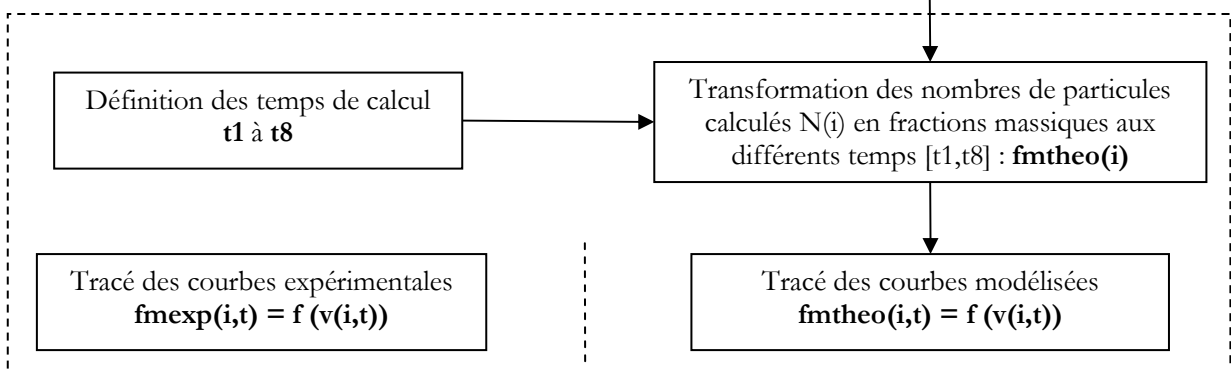 Définition des temps de calcul
t1 à t8
Transformation des nombres de particules
calculés N(i) en fractions massiques aux
différents temps [t1,t8] : fmtheo(i)
Tracé des courbes expérimentales
fmexp(i,t) = f (v(i,t))
Tracé des courbes modélisées
fmtheo(i,t) = f (v(i,t))